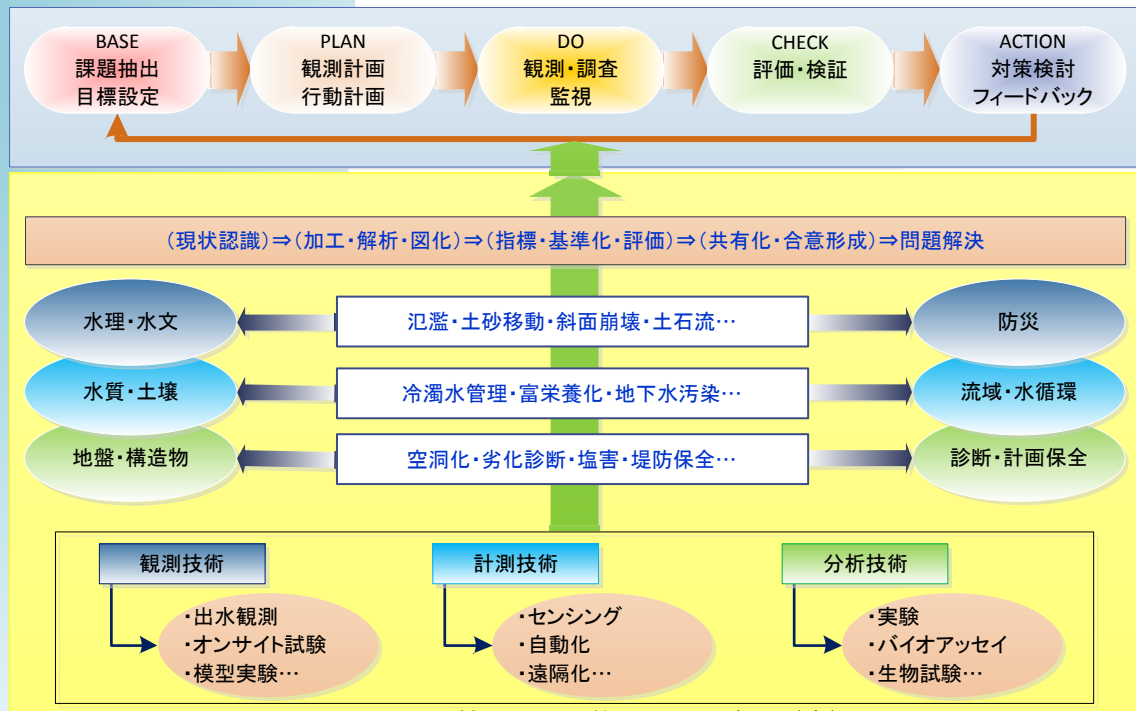 BASE
課題抽出
目標設定
PLAN
観測計画
行動計画
DO
観測・調査
監視
CHECK
評価・検証
ACTION
対策検討
フィードバック
(現状認識)⇒(加工・解析・図化)⇒(指標・基準化・評価)⇒(共有化・合意形成)⇒問題解決
水理・水文
氾濫・土砂移動・斜面崩壊・土石流…
防災
水質・土壌
冷濁水管理・富栄養化・地下水汚染…
流域・水循環
地盤・構造物
空洞化・劣化診断・塩害・堤防保全…
診断・計画保全
観測技術
・出水観測
・オンサイト試験
・模型実験…
計測技術
・センシング
・自動化
・遠隔化…
分析技術
・実験
・バイオアッセイ
・生物試験…